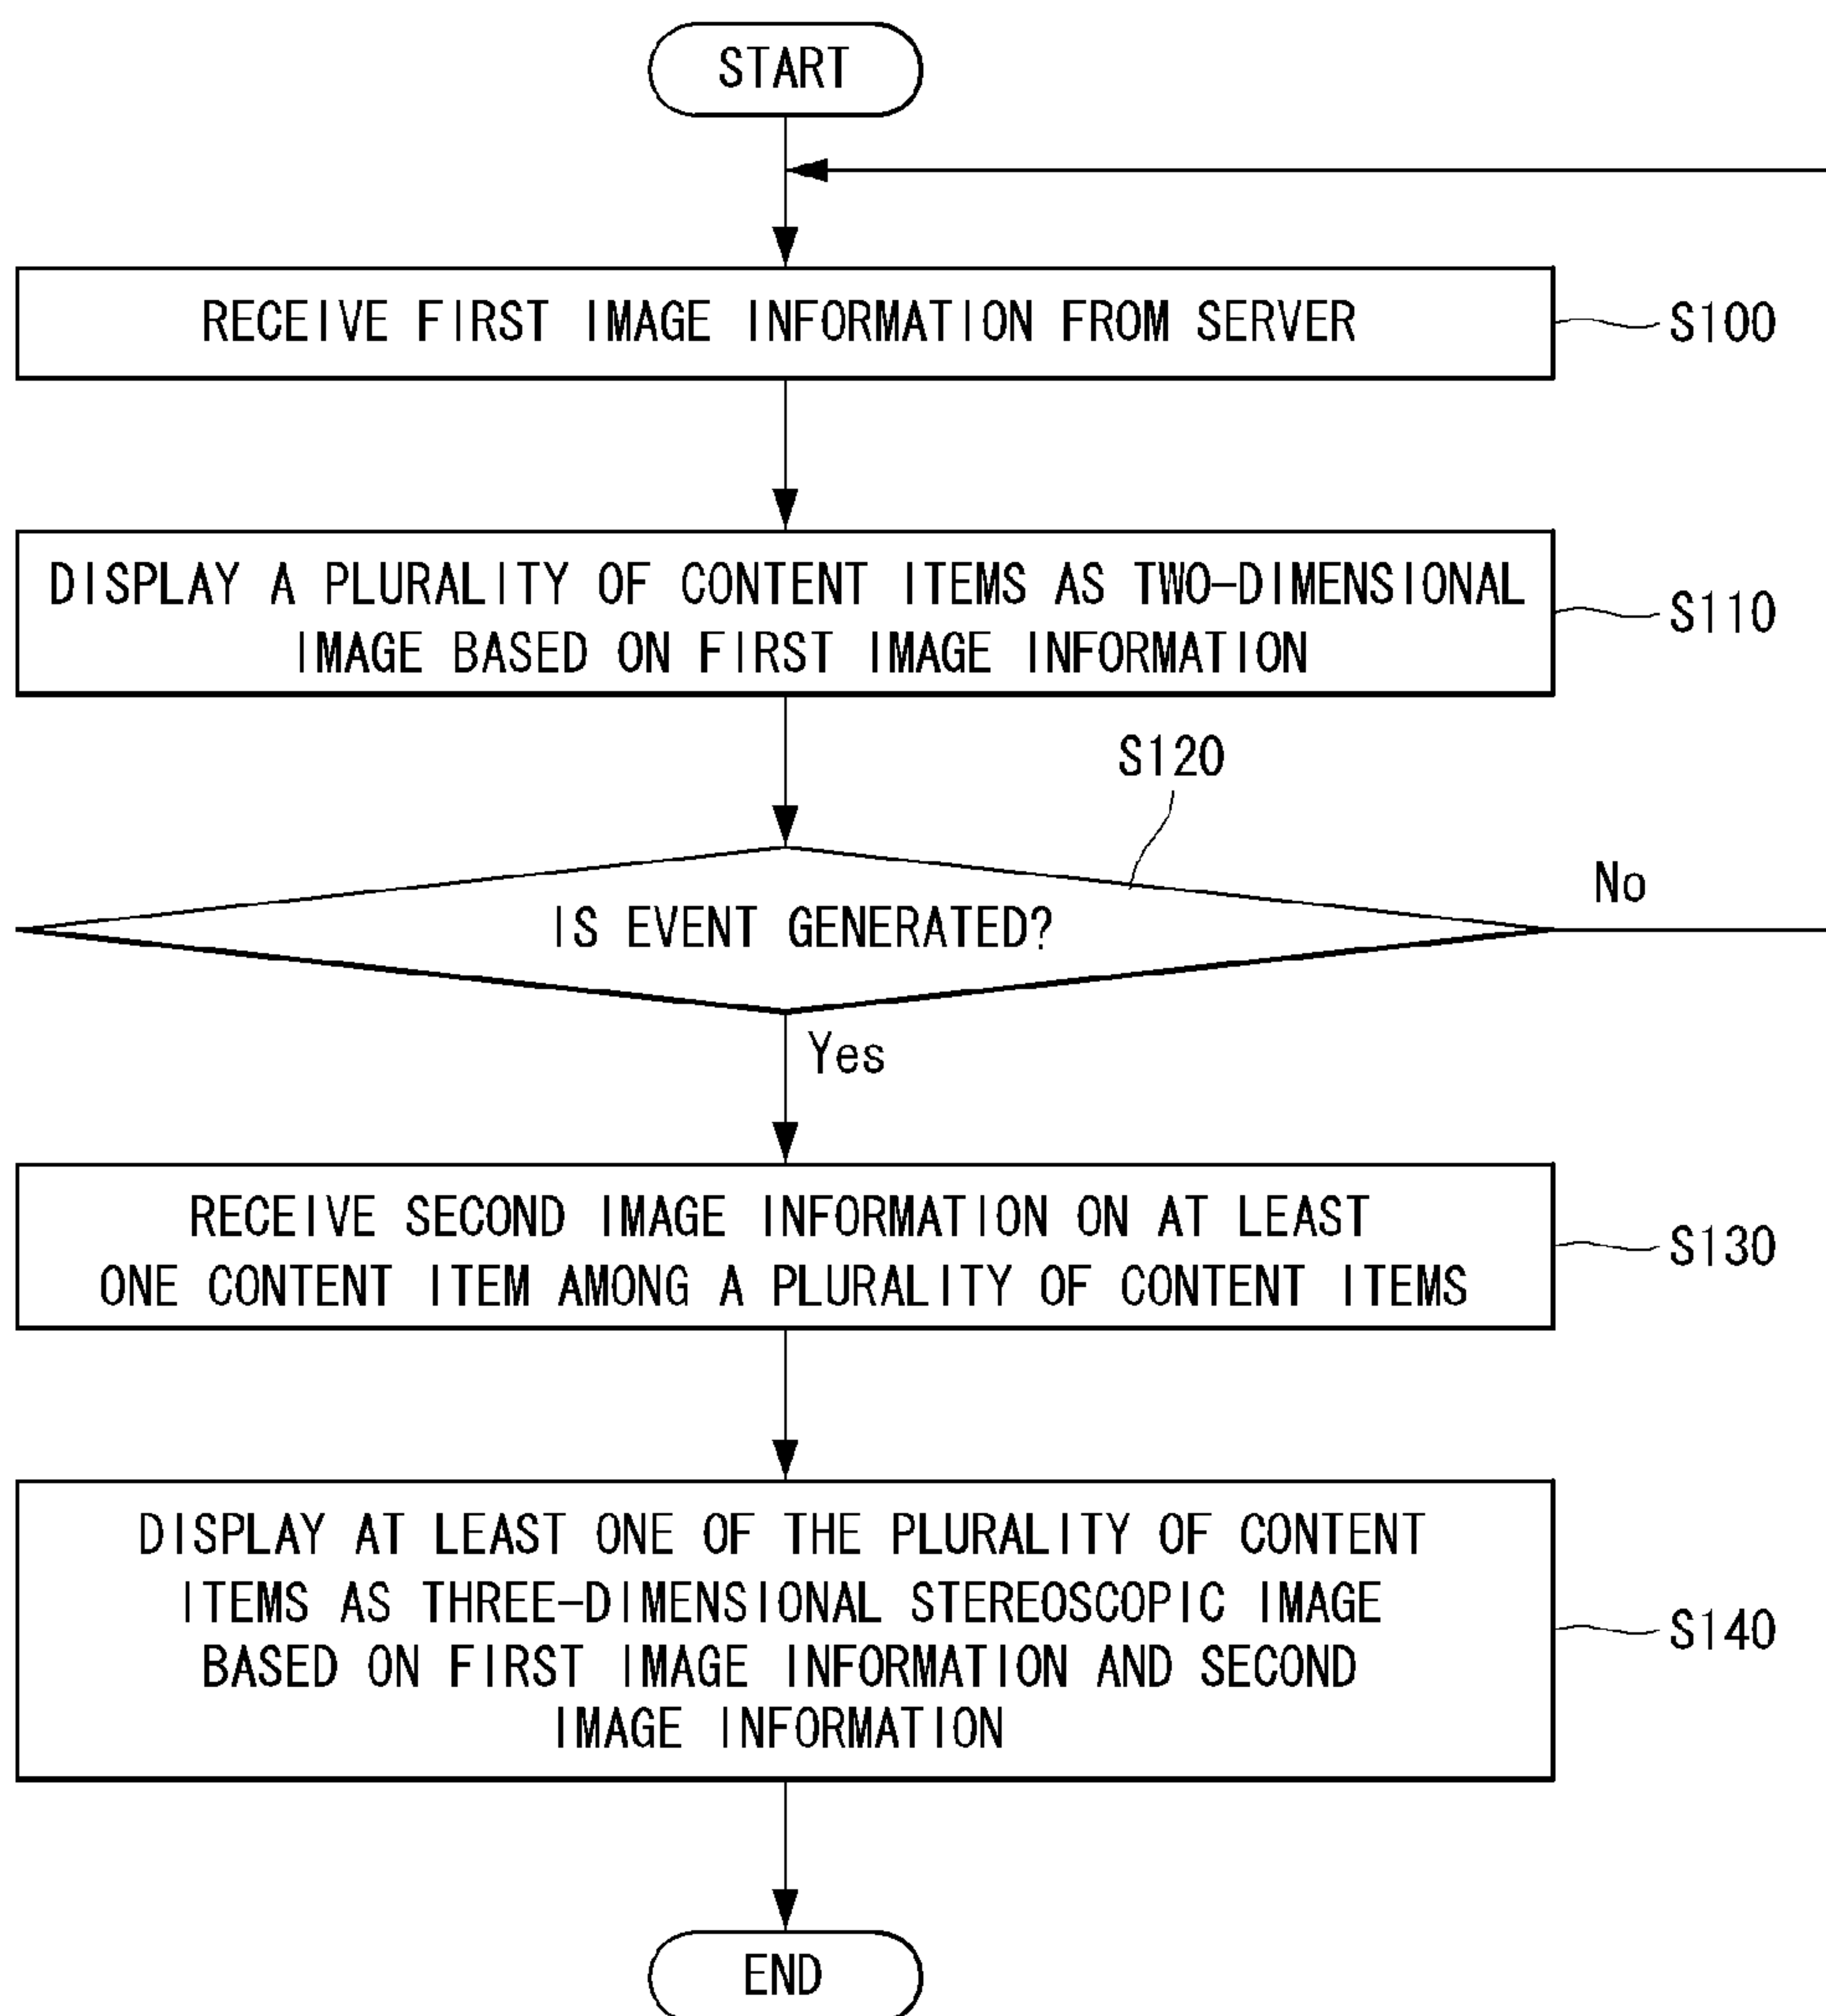 START
RECEIVE FIRST IMAGE INFORMATION FROM SERVER
S100
DISPLAY A PLURALITY OF CONTENT ITEMS AS TWO-DIMENSIONAL
IMAGE BASED ON FIRST IMAGE INFORMATION
S110
S120
IS EVENT GENERATED?
No
Yes
RECEIVE SECOND IMAGE INFORMATION ON AT LEAST
ONE CONTENT ITEM AMONG A PLURALITY OF CONTENT ITEMS
S130
DISPLAY AT LEAST ONE OF THE PLURALITY OF CONTENT
ITEMS AS THREE-DIMENSIONAL STEREOSCOPIC IMAGE
BASED ON FIRST IMAGE INFORMATION AND SECOND
IMAGE INFORMATION
S140
END